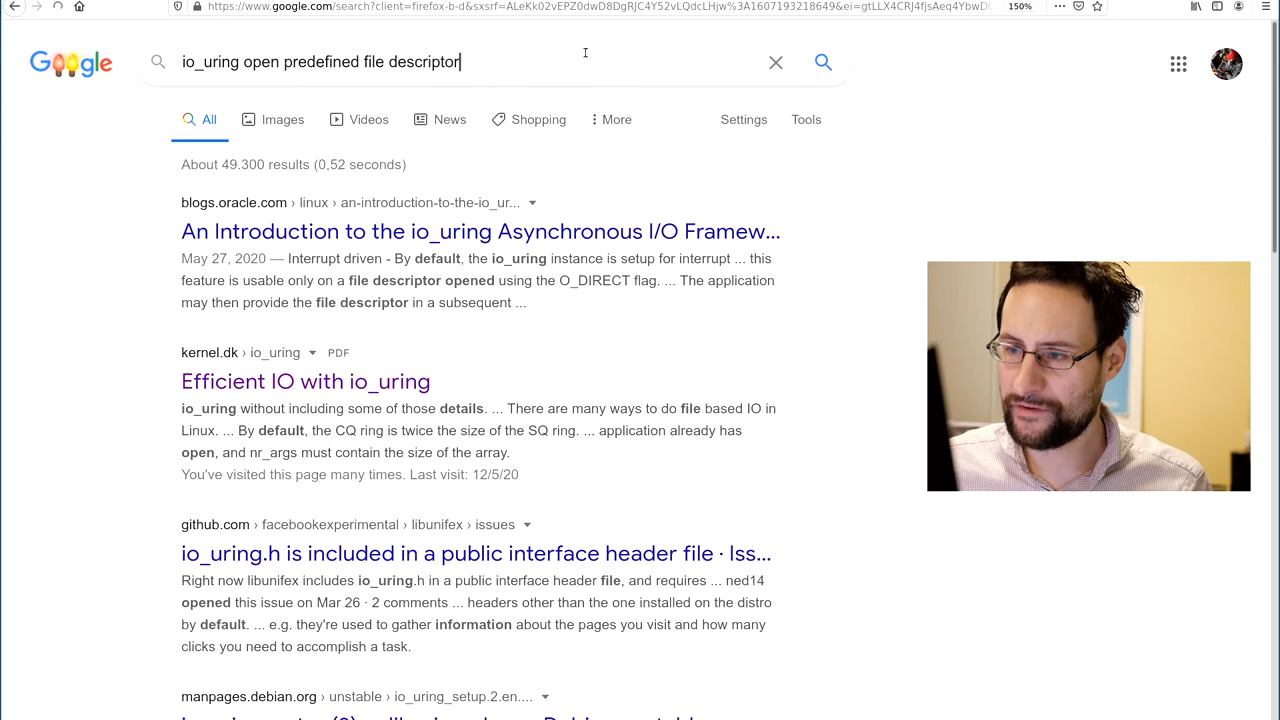 https://www.google.com/search?client=firefox-b-d&sxsrf=ALeKk02vEPZ0dwD8DgRJC4Y52vLQdcLHjw%3A1607193218649&ei=gtLLX4CRJ4fjsAeq4YbwDC
150%
Google
io_uring open predefined file descriptor
All
Images
Videos
News
Shopping
More
Settings
Tools
About 49.300 results (0,52 seconds)
blogs.oracle.com › linux › an-introduction-to-the-io_ur...
An Introduction to the io_uring Asynchronous I/O Framew...
May 27, 2020 — Interrupt driven - By default, the io_uring instance is setup for interrupt ... this
feature is usable only on a file descriptor opened using the O_DIRECT flag. ... The application
may then provide the file descriptor in a subsequent ...
kernel.dk › io_uring PDF
Efficient IO with io_uring
io_uring without including some of those details. ... There are many ways to do file based IO in
Linux. ... By default, the CQ ring is twice the size of the SQ ring. ... application already has
open, and nr_args must contain the size of the array.
You've visited this page many times. Last visit: 12/5/20
github.com › facebookexperimental › libunifex › issues
io_uring.h is included in a public interface header file · Iss...
Right now libunifex includes io_uring.h in a public interface header file, and requires ... ned14
opened this issue on Mar 26 · 2 comments ... headers other than the one installed on the distro
by default. ... e.g. they're used to gather information about the pages you visit and how many
clicks you need to accomplish a task.
manpages.debian.org › unstable › io_uring_setup.2.en....